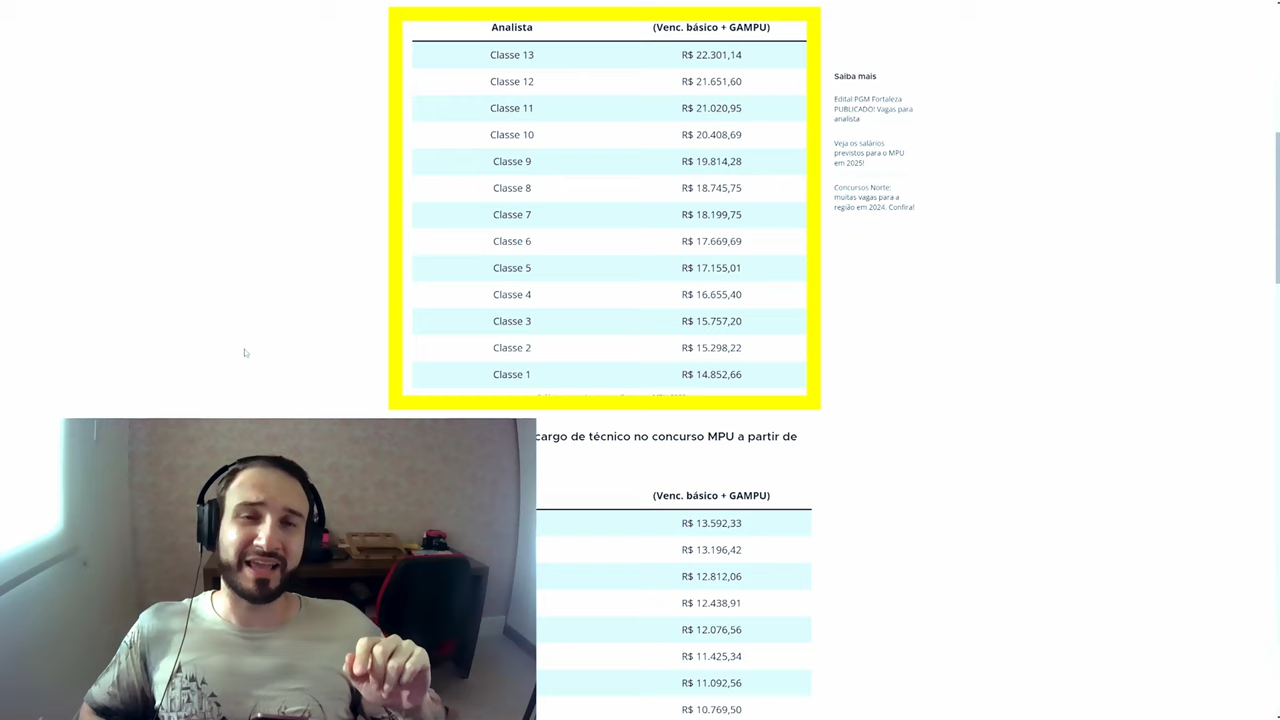 Analista (Venc. básico + GAMPU)
Classe 13 R$ 22.301,14
Classe 12 R$ 21.651,60
Classe 11 R$ 21.020,95
Classe 10 R$ 20.408,69
Classe 9 R$ 19.814,28
Classe 8 R$ 18.745,75
Classe 7 R$ 18.199,75
Classe 6 R$ 17.669,69
Classe 5 R$ 17.155,01
Classe 4 R$ 16.655,40
Classe 3 R$ 15.757,20
Classe 2 R$ 15.298,22
Classe 1 R$ 14.852,66
Saiba mais
Edital PGM Fortaleza
PUBLICADO! Vagas para
analista
Veja os salários
previstos para o MPU
em 2025!
Concursos Norte:
muitas vagas para a
região em 2024. Confira!
cargo de técnico no concurso MPU a partir de
(Venc. básico + GAMPU)
R$ 13.592,33
R$ 13.196,42
R$ 12.812,06
R$ 12.438,91
R$ 12.076,56
R$ 11.425,34
R$ 11.092,56
R$ 10.769,50